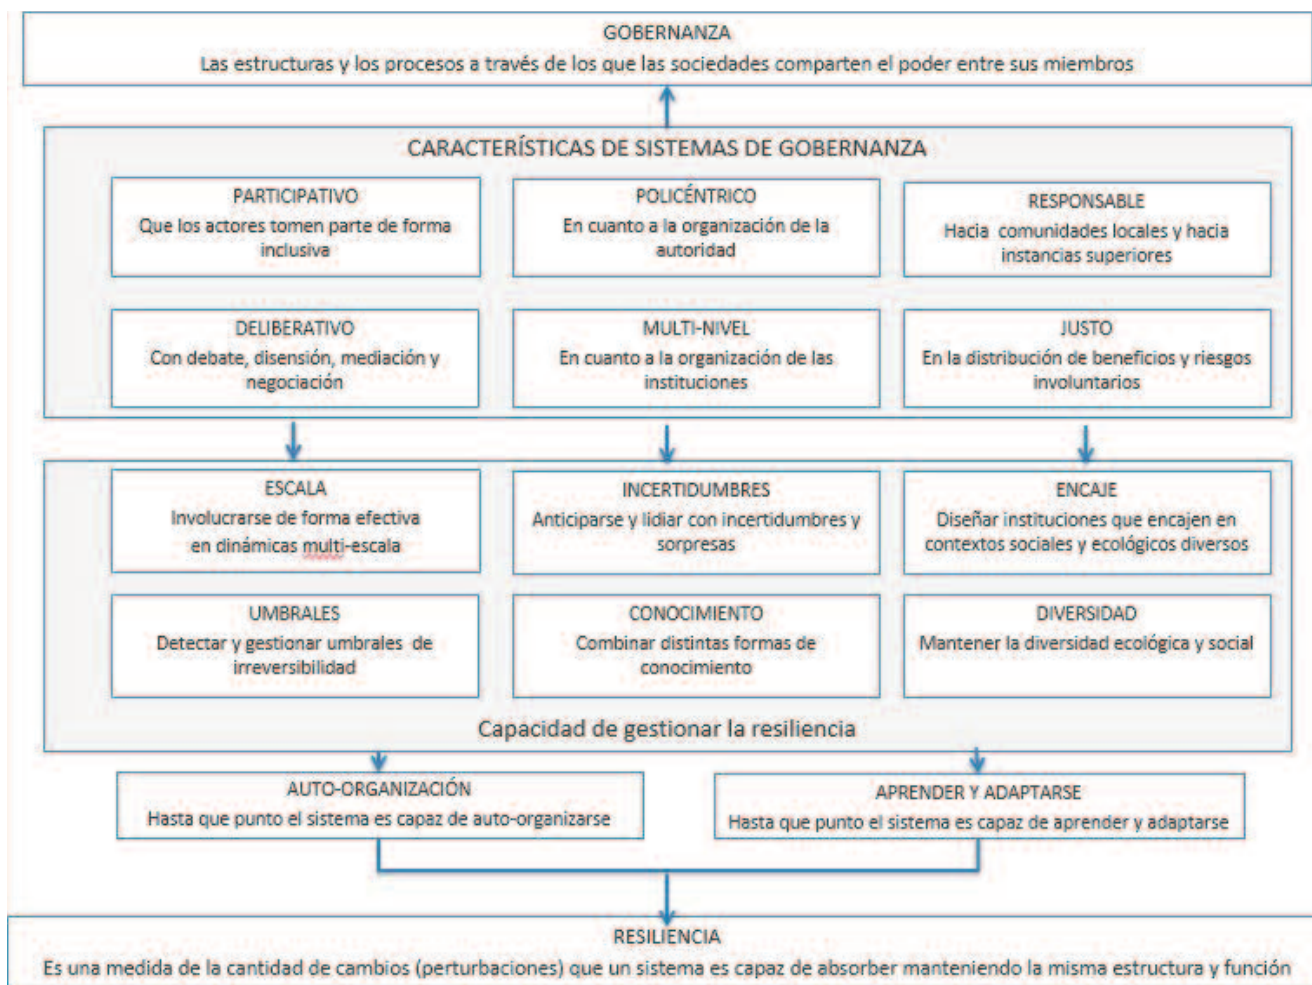 GOBERNANZA
Las estructuras y los procesos a través de los que las sociedades comparten el poder entre sus miembros
CARACTERÍSTICAS DE SISTEMAS DE GOBERNANZA
PARTICIPATIVO
Que los actores tomen parte de forma
inclusiva
POLICÉNTRICO
En cuanto a la organización de la
autoridad
RESPONSABLE
Hacia comunidades locales y hacia
instancias superiores
DELIBERATIVO
Con debate, disensión, mediación y
negociación
MULTI-NIVEL
En cuanto a la organización de las
instituciones
JUSTO
En la distribución de beneficios y riesgos
involuntarios
ESCALA
Involucrarse de forma efectiva
en dinámicas multi-escala
INCERTIDUMBRES
Anticiparse y lidiar con incertidumbres y
sorpresas
ENCAJE
Diseñar instituciones que encajen en
contextos sociales y ecológicos diversos
UMBRALES
Detectar y gestionar umbrales de
irreversibilidad
CONOCIMIENTO
Combinar distintas formas de
conocimiento
DIVERSIDAD
Mantener la diversidad ecológica y social
Capacidad de gestionar la resiliencia
AUTO-ORGANIZACIÓN
Hasta que punto el sistema es capaz de auto-organizarse
APRENDER Y ADAPTARSE
Hasta que punto el sistema es capaz de aprender y adaptarse
RESILIENCIA
Es una medida de la cantidad de cambios (perturbaciones) que un sistema es capaz de absorber manteniendo la misma estructura y función